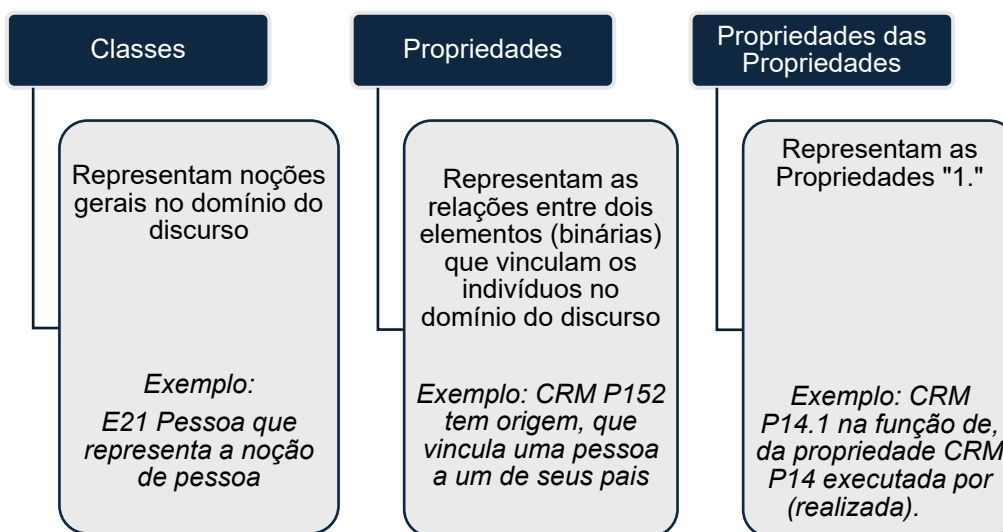 Classes
Representam noções
gerais no domínio do
discurso
Exemplo:
E21 Pessoa que
representa a noção
de pessoa
Propriedades
Representam as
relações entre dois
elementos (binárias)
que vinculam os
indivíduos no
domínio do discurso
Exemplo: CRM P152
tem origem, que
vincula uma pessoa
a um de seus pais
Propriedades das
Propriedades
Representam as
Propriedades "1."
Exemplo: CRM
P14.1 na função de,
da propriedade CRM
P14 executada por
(realizada).